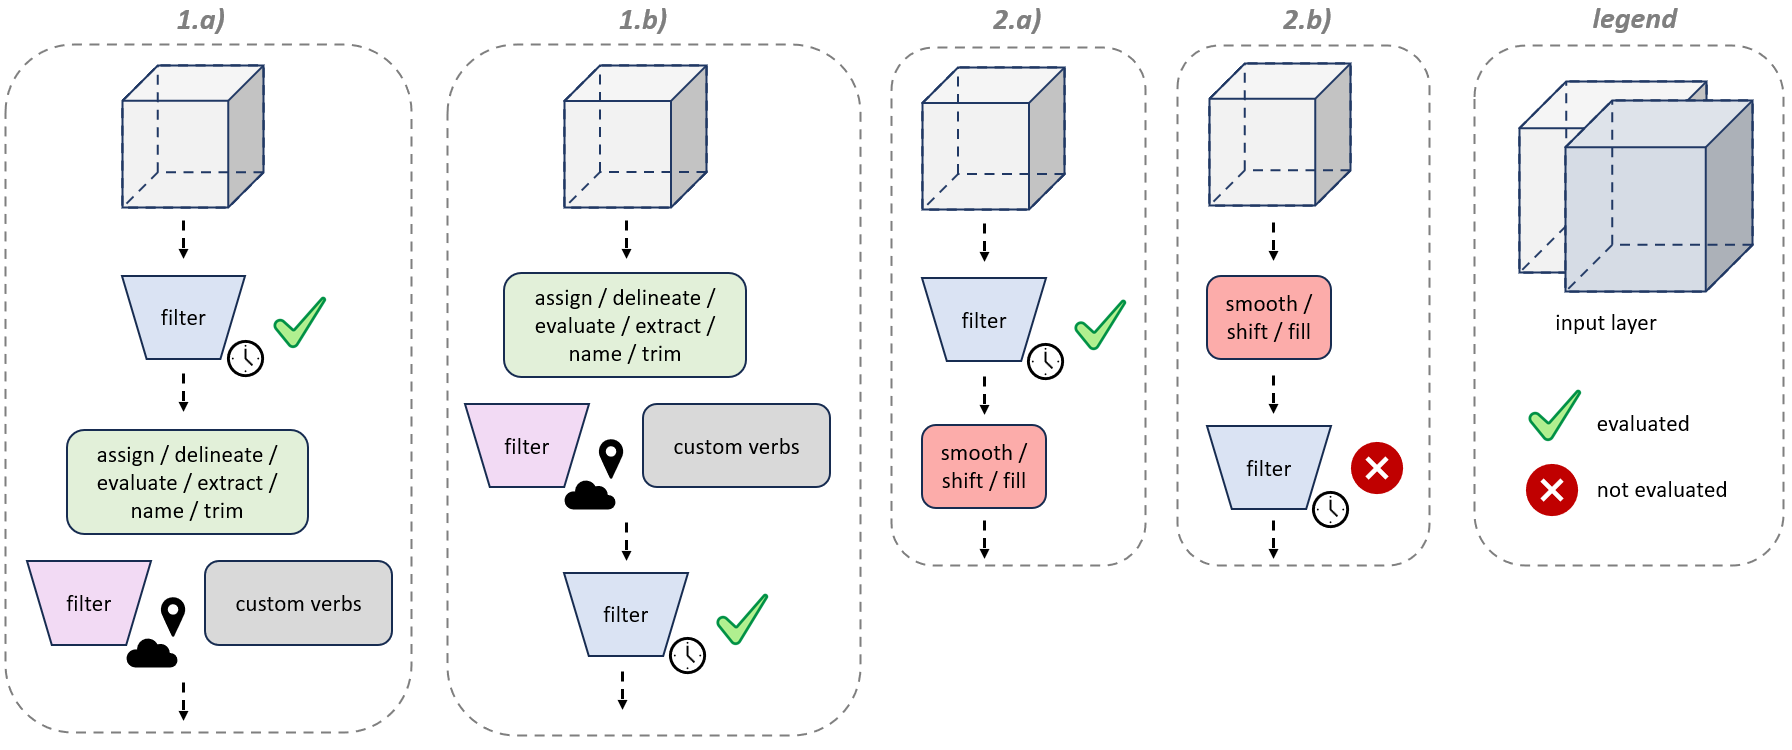 1.a)
filter
assign / delineate /
evaluate / extract /
name / trim
filter
custom verbs
1.b)
assign / delineate /
evaluate / extract /
name / trim
filter
custom verbs
filter
2.a)
filter
smooth /
shift / fill
2.b)
smooth /
shift / fill
filter
legend
input layer
evaluated
not evaluated